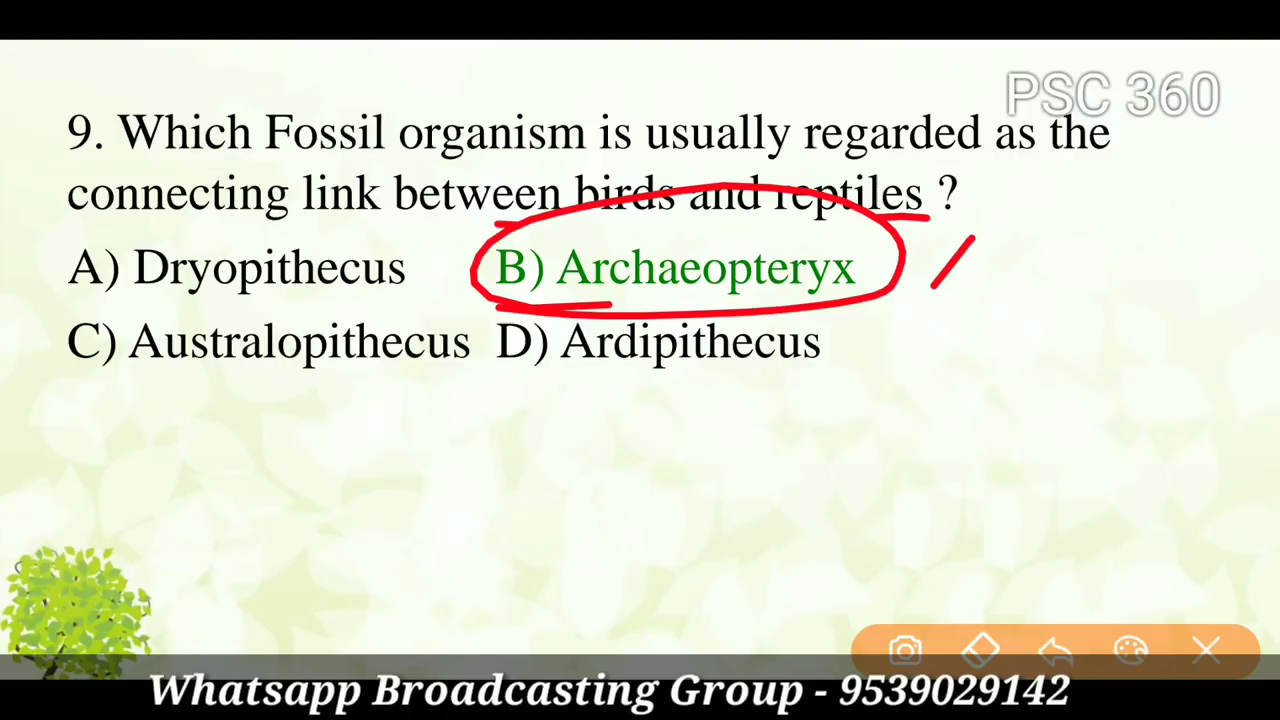 PSC 360
9. Which Fossil organism is usually regarded as the
connecting link between birds and reptiles ?
A) Dryopithecus B) Archaeopteryx
C) Australopithecus D) Ardipithecus
Whatsapp Broadcasting Group - 9539029142